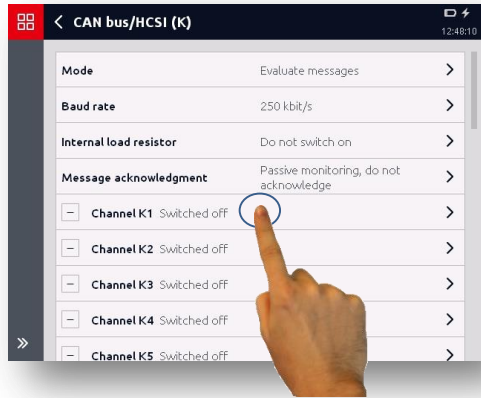 CAN bus/HCSI (K)
12:48:10
Mode Evaluate messages
Baud rate 250 kbit/s
Internal load resistor Do not switch on
Message acknowledgment Passive monitoring, do not
acknowledge
Channel K1 Switched off
Channel K2 Switched off
Channel K3 Switched off
Channel K4 Switched off
Channel K5 Switched off